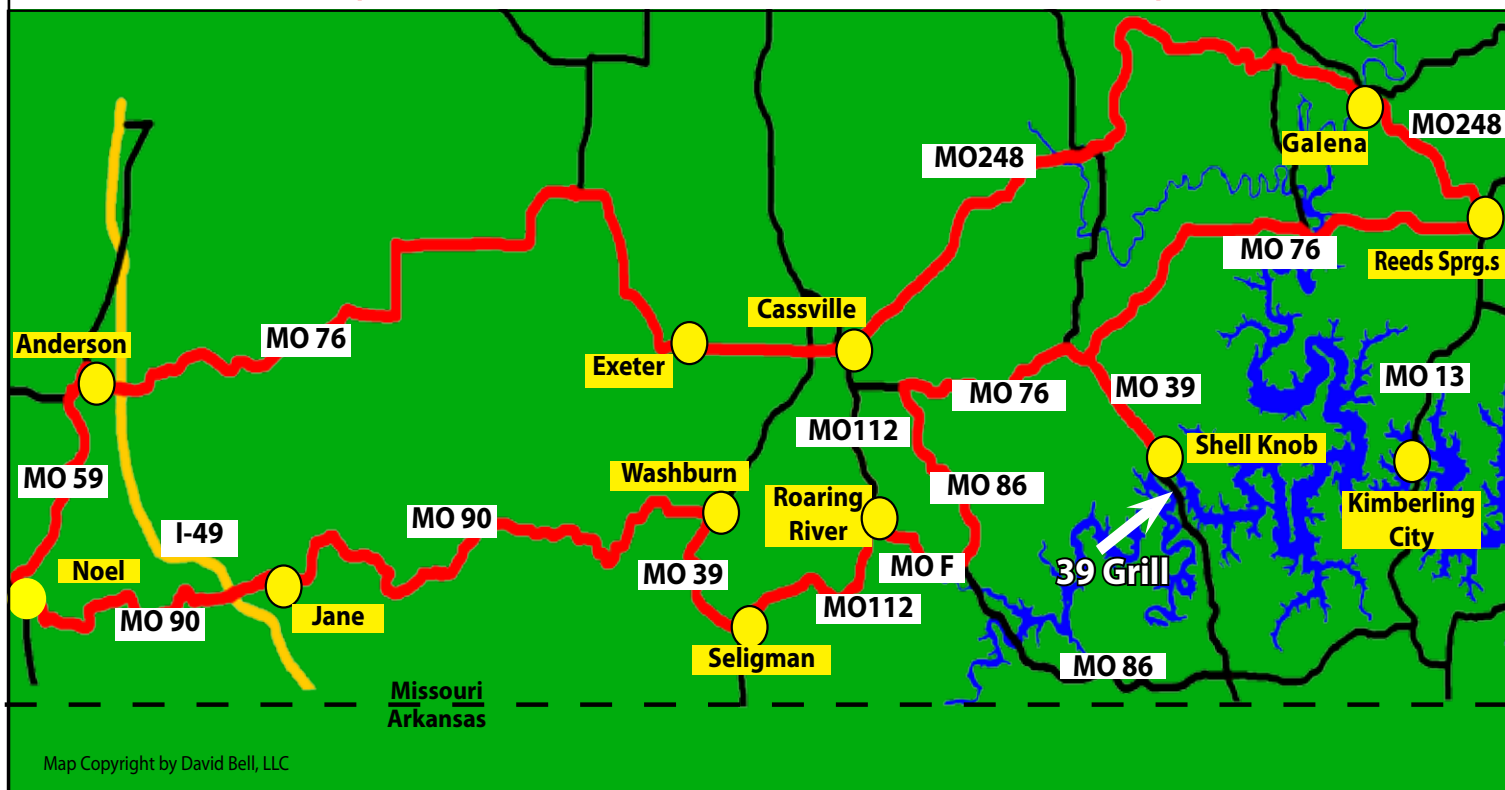 MO248
MO248
Galena
MO 76
Reeds Sprg.s
Cassville
Anderson
MO 76
Exeter
MO 76
MO 39
MO 13
MO112
Shell Knob
MO 59
Washburn
MO 86
Roaring
River
MO 90
Kimberling
City
I-49
Noel
MO 39
MO F
39 Grill
Jane
MO 90
MO112
Seligman
MO 86
Missouri
Arkansas
Map Copyright by David Bell, LLC